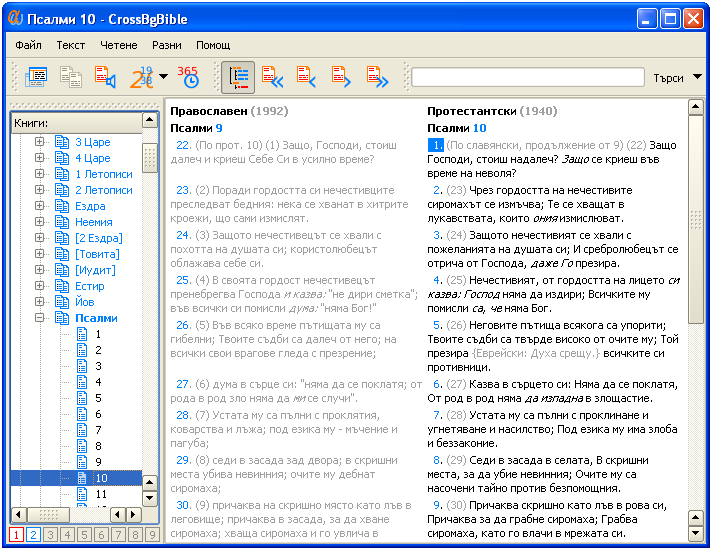 Псалми 10 - CrossBgBible
Файл Текст Четене Разни Помощ
19
38
365
Търси
Книги:
3 Царе
4 Царе
1 Летописи
2 Летописи
Ездра
Неемия
[2 Ездра]
[Товита]
[Иудит]
Естир
Йов
Псалми
1
2
3
4
5
6
7
8
9
10
11
1 2 3 4 5 6 7 8 9
Православен (1992)
Псалми 9
22. (По прот. 10) (1) Защо, Господи, стоиш
далеч и криеш Себе Си в усилно време?
23. (2) Поради гордостта си нечестивците
преследват бедния: нека се хванат в хитрите
кроежи, що сами измислят.
24. (3) Защото нечестивецът се хвали с
похотта на душата си; користолюбецът
облажава себе си.
25. (4) В своята гордост нечестивецът
пренебрегва Господа и казва: "не дири сметка";
във всички си помисли дума: "няма Бог!"
26. (5) Във всяко време пътищата му са
гибелни; Твоите съдби са далеч от него; на
всички свои врагове гледа с презрение;
27. (6) дума в сърце си: "няма да се поклатя; от
рода в род зло няма да ми се случи".
28. (7) Устата му са пълни с проклятия,
коварства и лъжа; под езика му - мъчение и
пагуба;
29. (8) седи в засада зад двора; в скришни
места убива невинния; очите му дебнат
сиромаха;
30. (9) причаква на скришно място като лъв в
леговище; причаква в засада, за да хване
сиромаха; хваща сиромаха и го увлича в
Протестантски (1940)
Псалми 10
1. (По славянски, продължение от 9) (22) Защо
Господи, стоиш надалеч? Защо се криеш във
време на неволя?
2. (23) Чрез гордостта на нечестивите
сиромахът се измъчва; Те се хващат в
лукавствата, които ония измислюват.
3. (24) Защото нечестивият се хвали с
пожеланията на душата си; И сребролюбецът се
отрича от Господа, даже Го презира.
4. (25) Нечестивият, от гордостта на лицето си
казва: Господ няма да издири; Всичките му
помисли са, че няма Бог.
5. (26) Неговите пътища всякога са упорити;
Твоите съдби са твърде високо от очите му; Той
презира {Еврейски: Духа срещу.} всичките си
противници.
6. (27) Казва в сърцето си: Няма да се поклатя,
От род в род няма да изпадна в злощастие.
7. (28) Устата му са пълни с проклинане и
угнетяване и насилство; Под езика му има злоба
и беззаконие.
8. (29) Седи в засада в селата, В скришни
места, за да убие невинния; Очите му са
насочени тайно против безпомощния.
9. (30) Причаква скришно като лъв в рова си,
Причаква за да грабне сиромаха; Грабва
сиромаха, като го влачи в мрежата си.